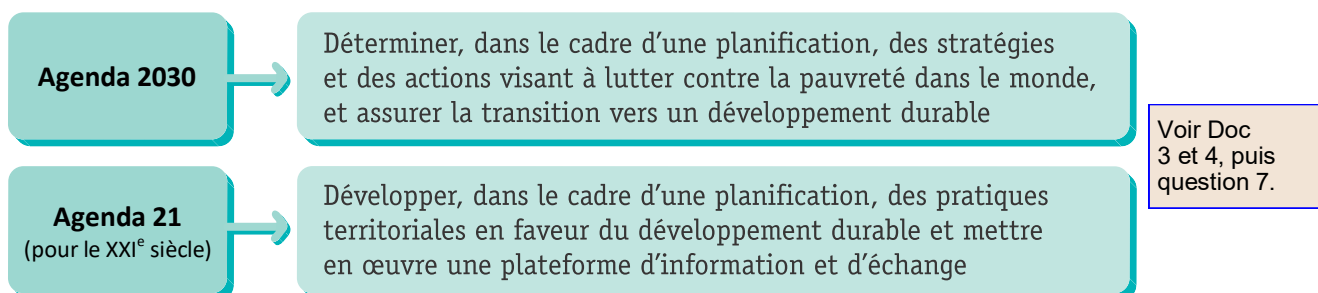 Agenda 2030
Déterminer, dans le cadre d'une planification, des stratégies
et des actions visant à lutter contre la pauvreté dans le monde,
et assurer la transition vers un développement durable
Voir Doc
3 et 4, puis
question 7.
Agenda 21
(pour le XXIe siècle)
Développer, dans le cadre d'une planification, des pratiques
territoriales en faveur du développement durable et mettre
en œuvre une plateforme d'information et d'échange